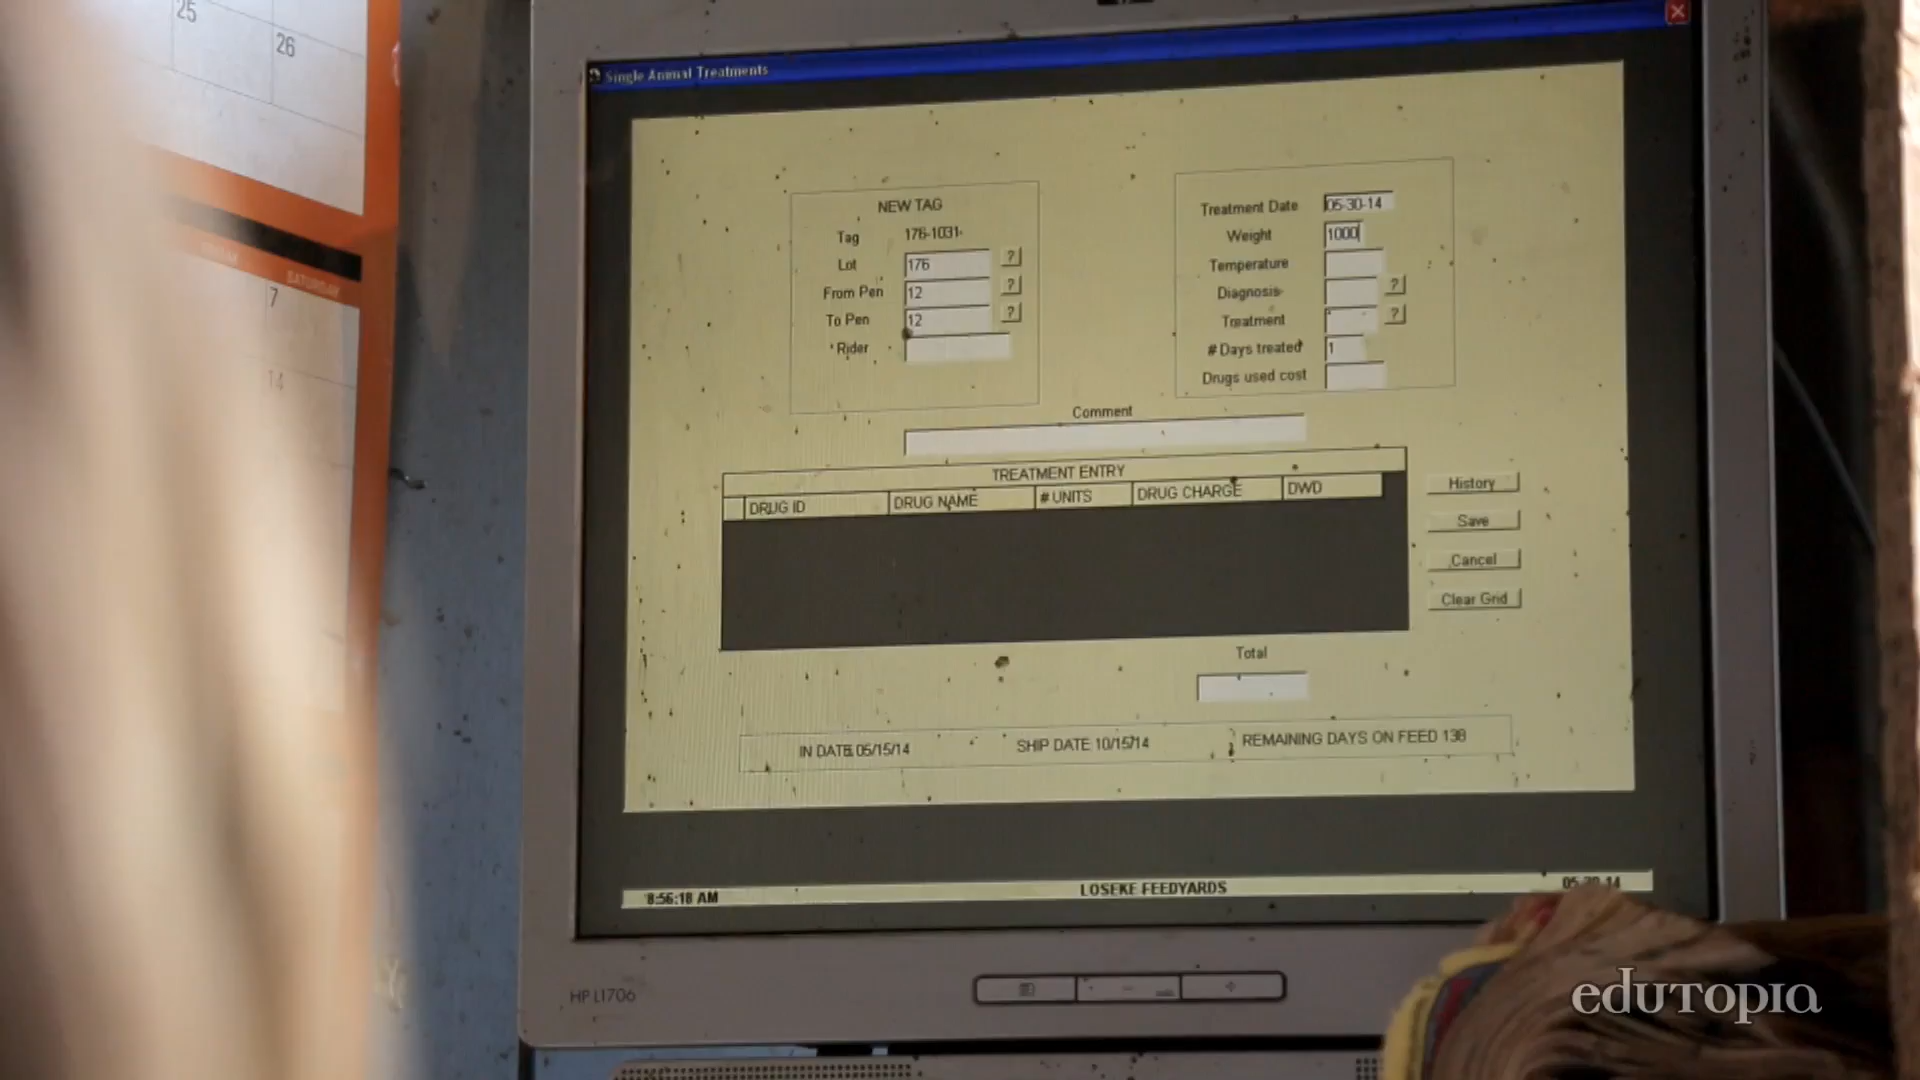 25
26
SATURDAY
7
14
Single Animal Treatments
NEW TAG
Tag 176-1031-
Lot 176 ?
From Pen 12 ?
To Pen 12 ?
Rider
Treatment Date 05-30-14
Weight 1000
Temperature
Diagnosis ?
Treatment ?
# Days treated 1
Drugs used cost
Comment
TREATMENT ENTRY
DRUG ID DRUG NAME # UNITS DRUG CHARGE DWD
History
Save
Cancel
Clear Grid
Total
IN DATE 05/15/14 SHIP DATE 10/15/14 REMAINING DAYS ON FEED 138
8:56:18 AM LOSEKE FEEDYARDS 05-30-14
HP L1706
edutopia